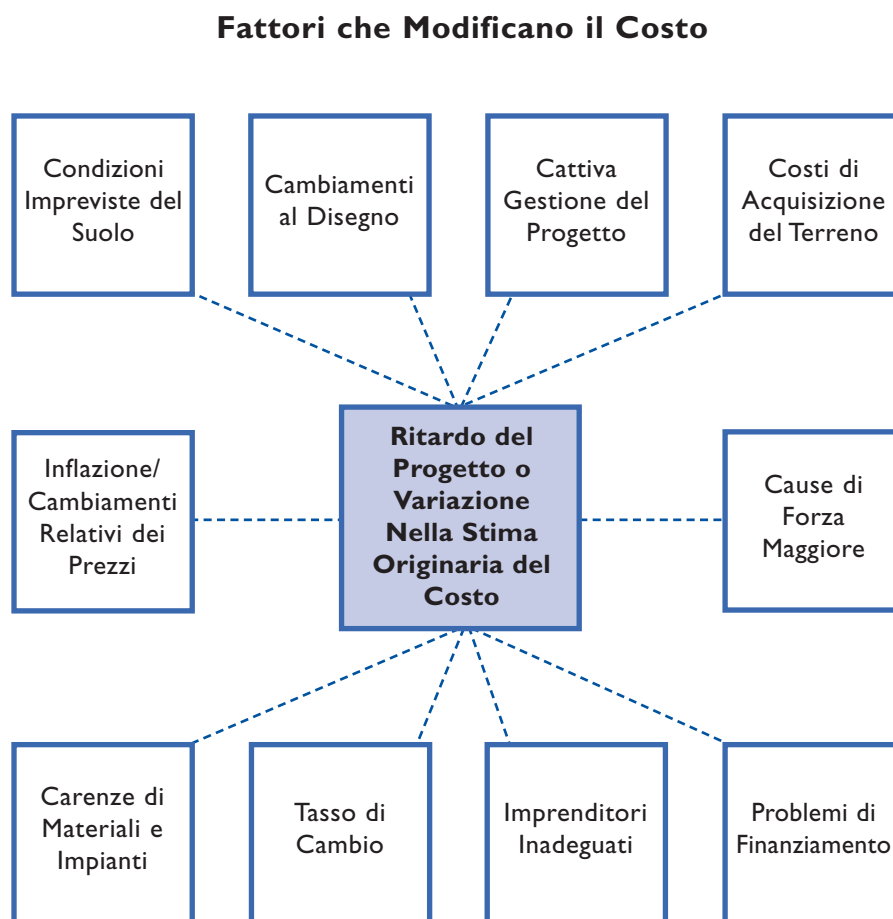 Fattori che Modificano il Costo
Condizioni
Impreviste del
Suolo
Cambiamenti
al Disegno
Cattiva
Gestione del
Progetto
Costi di
Acquisizione
del Terreno
Inflazione/
Cambiamenti
Relativi dei
Prezzi
Ritardo del
Progetto o
Variazione
Nella Stima
Originaria del
Costo
Cause di
Forza
Maggiore
Carenze di
Materiali e
Impianti
Tasso di
Cambio
Imprenditori
Inadeguati
Problemi di
Finanziamento